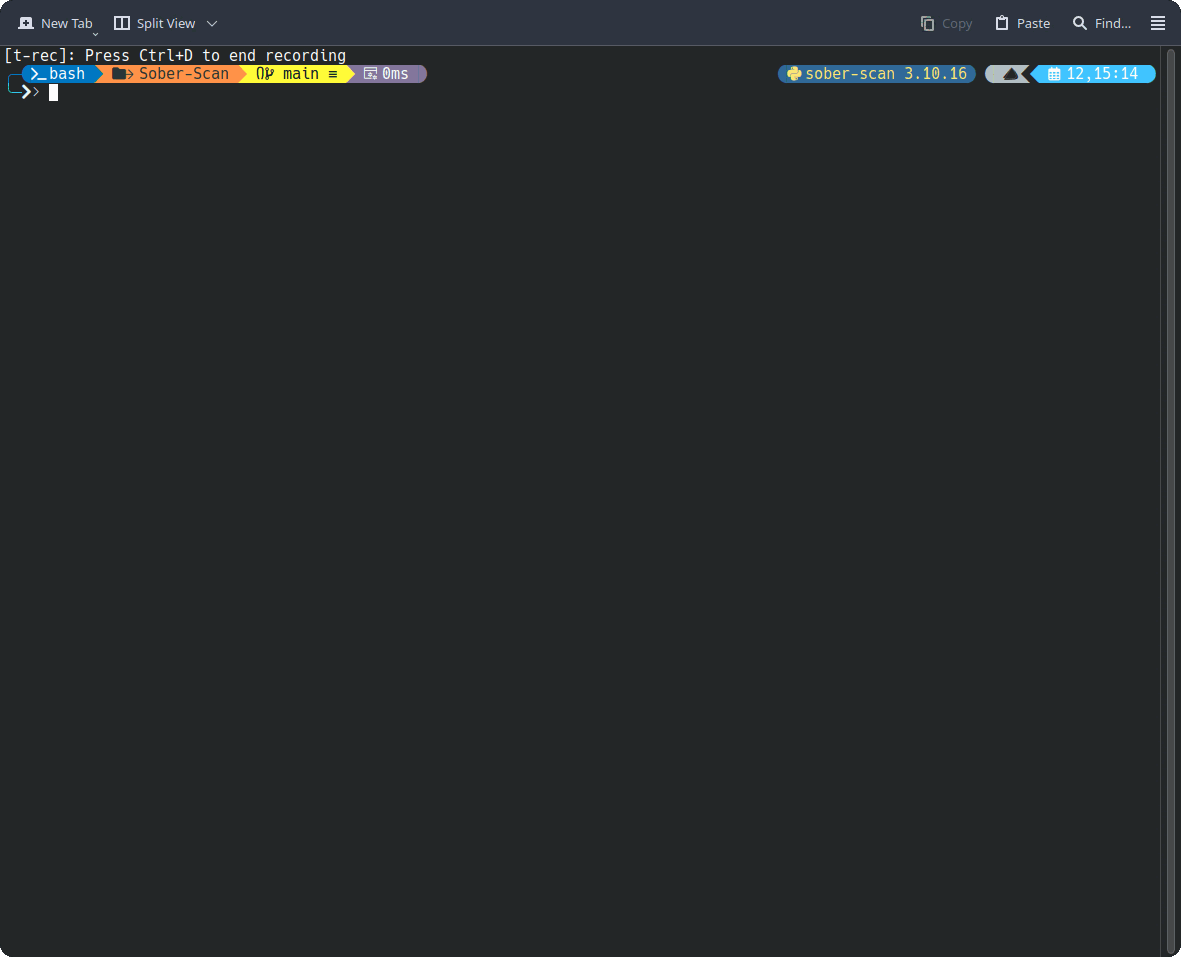 New Tab Split View Copy Paste Find...
[t-rec]: Press Ctrl+D to end recording
bash Sober-Scan main ≡ 0ms sober-scan 3.10.16 12,15:14